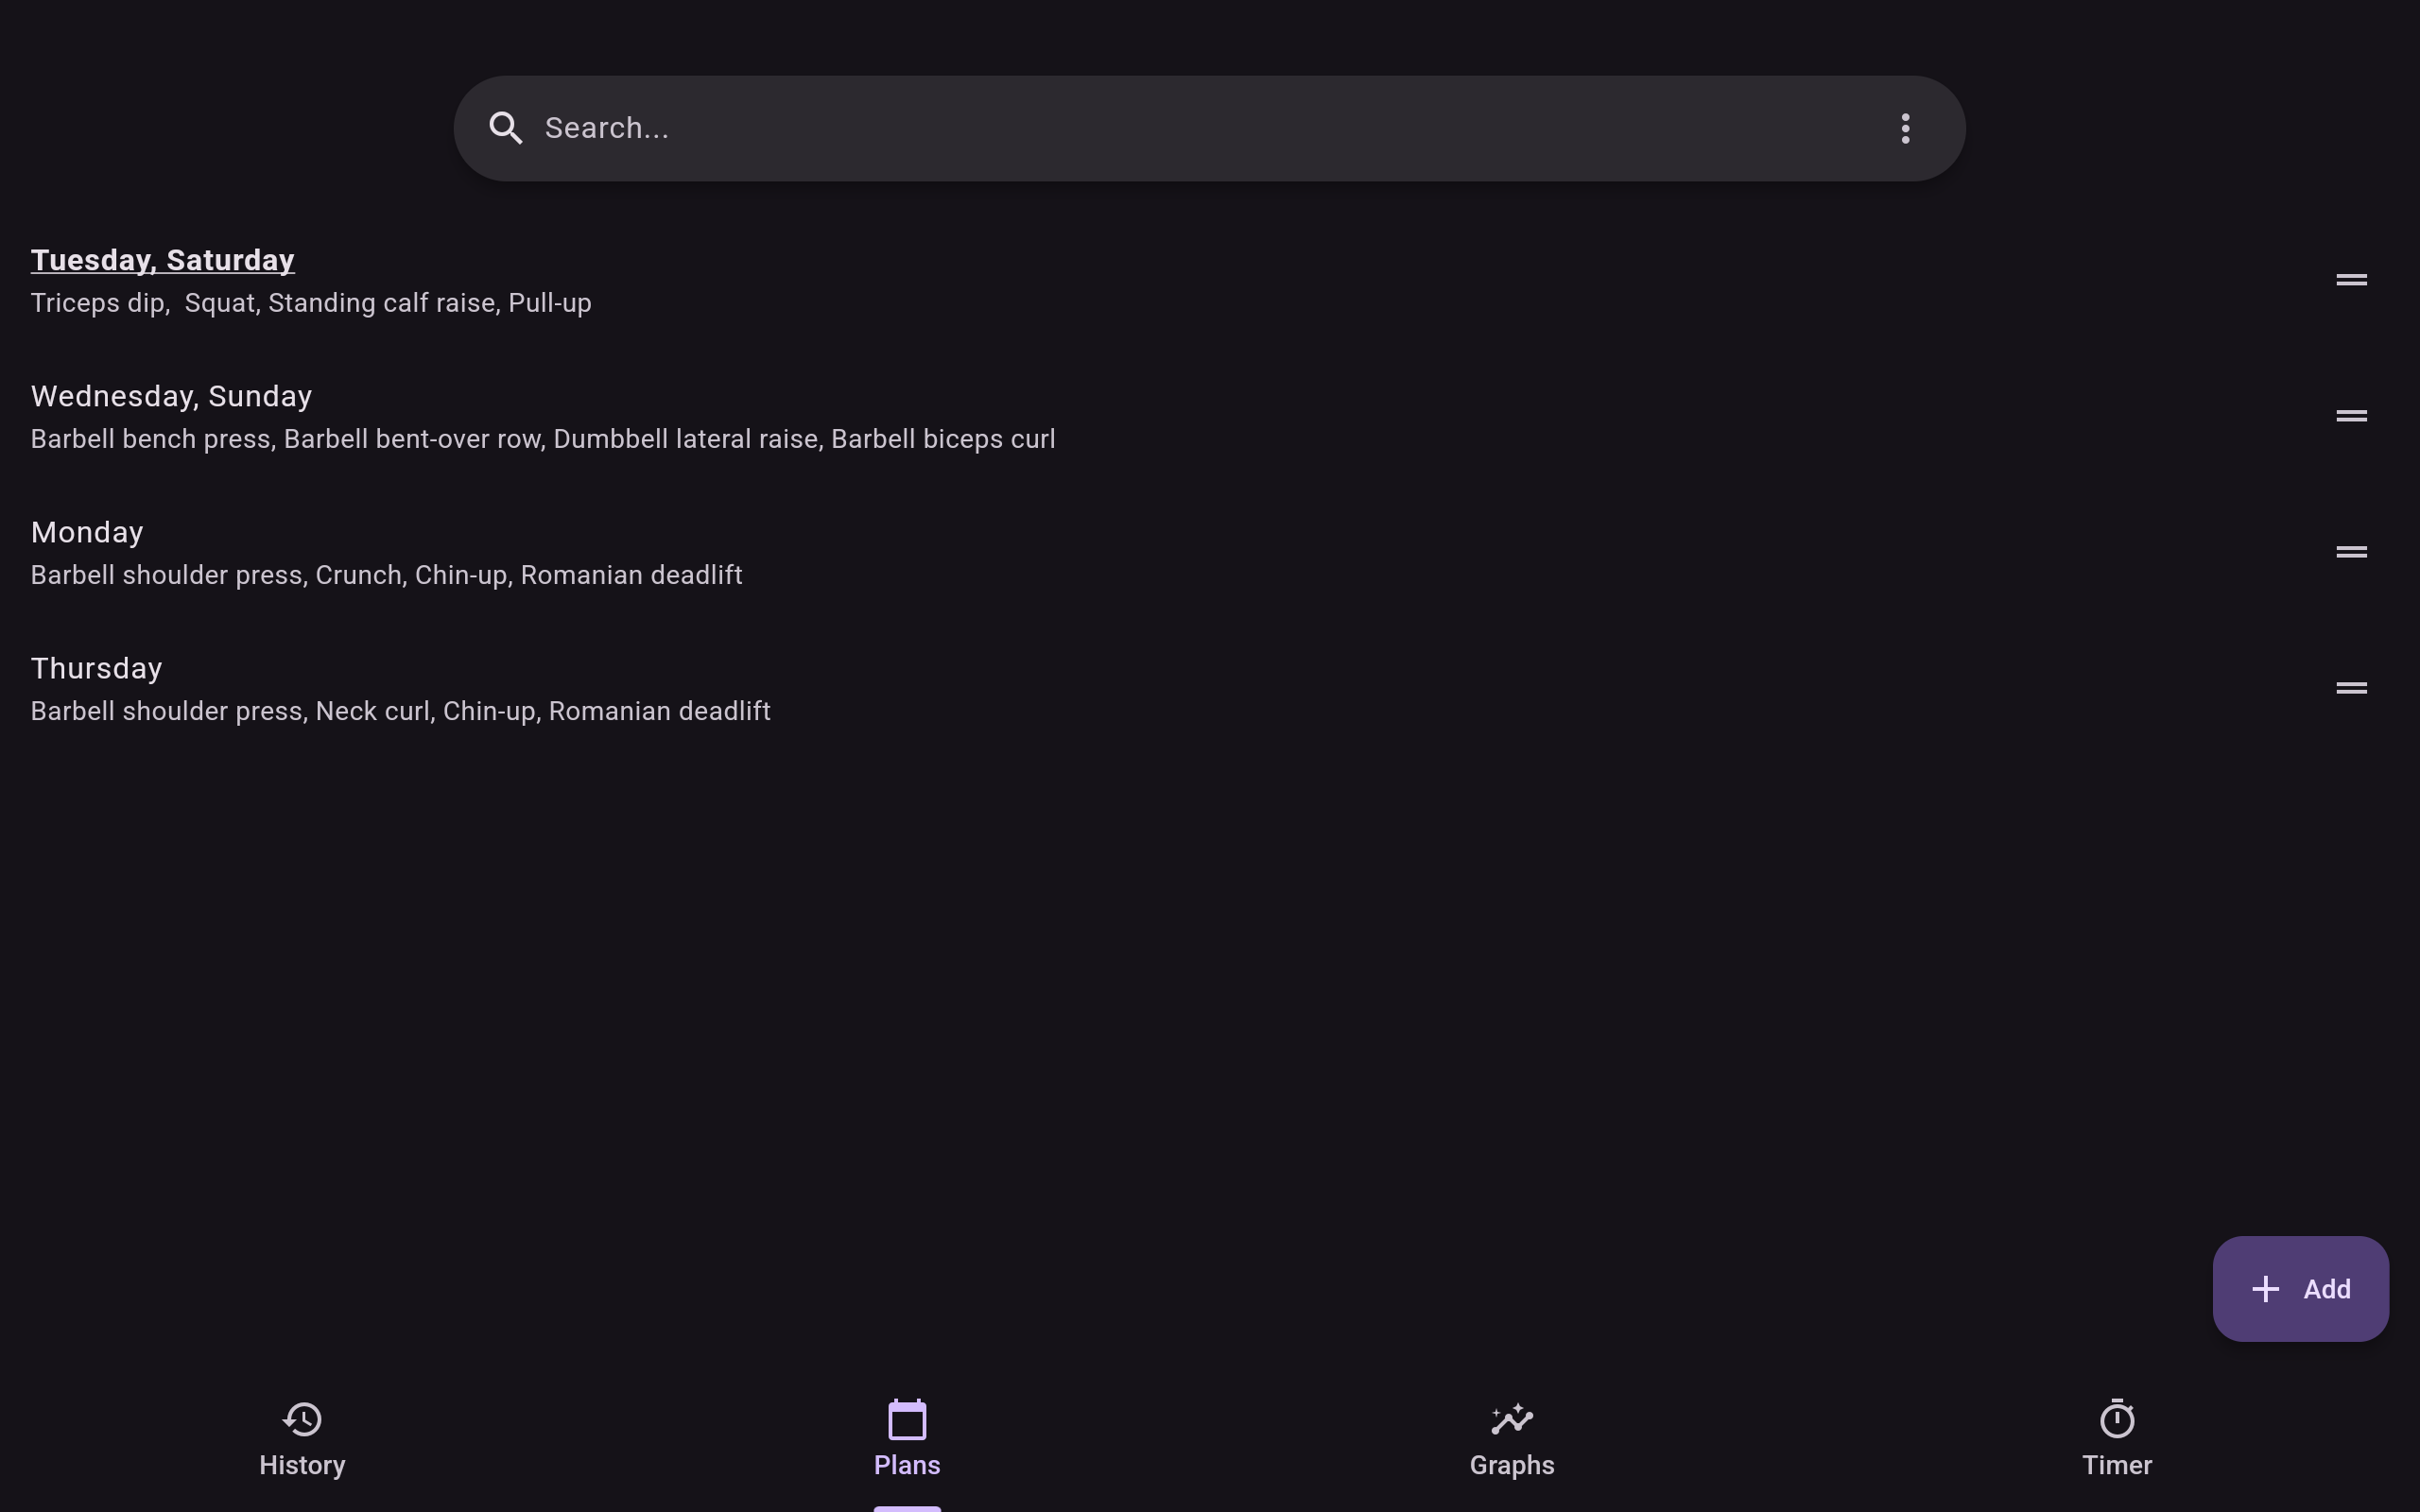 Search...
Tuesday, Saturday
Triceps dip,  Squat, Standing calf raise, Pull-up
Wednesday, Sunday
Barbell bench press, Barbell bent-over row, Dumbbell lateral raise, Barbell biceps curl
Monday
Barbell shoulder press, Crunch, Chin-up, Romanian deadlift
Thursday
Barbell shoulder press, Neck curl, Chin-up, Romanian deadlift
Add
History
Plans
Graphs
Timer